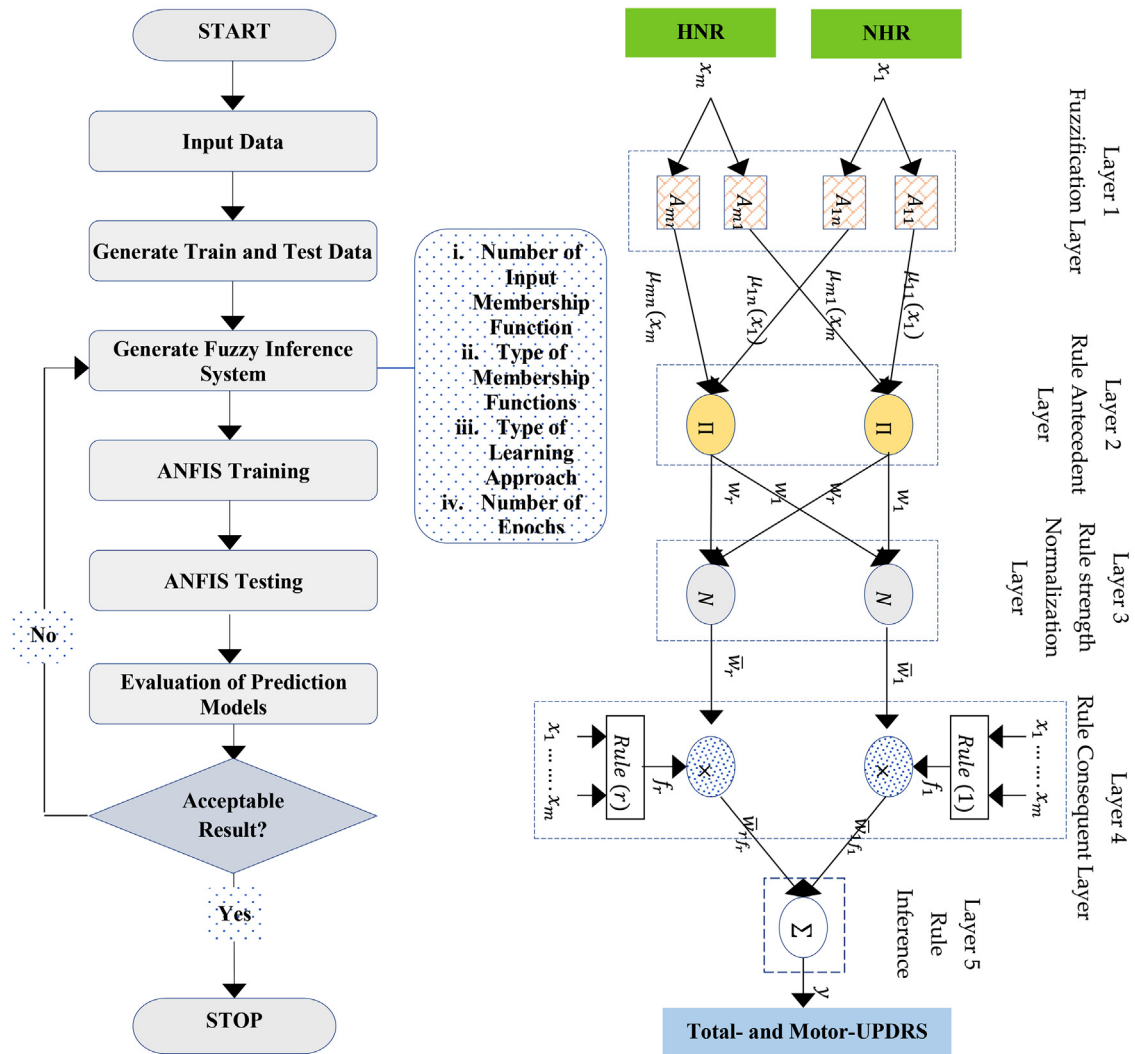 START
Input Data
Generate Train and Test Data
Generate Fuzzy Inference
System
ANFIS Training
ANFIS Testing
Evaluation of Prediction
Models
Acceptable
Result?
No
Yes
STOP
i. Number of
Input
Membership
Function
ii. Type of
Membership
Functions
iii. Type of
Learning
Approach
iv. Number of
Epochs
HNR
NHR
x_m
x_1
Layer 1
Fuzzification Layer
A_mn
A_m1
A_1n
A_11
μ_mn(x_m
μ_1n(x_1)
μ_m1(x_m
μ_11(x_1)
Layer 2
Rule Antecedent
Layer
Π
Π
w_r
w_1
w_r
w_1
Layer 3
Rule strength
Normalization
Layer
N
N
w̅_r
w̅_1
Layer 4
Rule Consequent Layer
x_1 ... ... x_m
Rule (r)
f_r
×
×
f_1
Rule (1)
x_1 ... ... x_m
w̅_r f_r
w̅_1 f_1
Layer 5
Rule
Inference
Σ
y
Total- and Motor-UPDRS